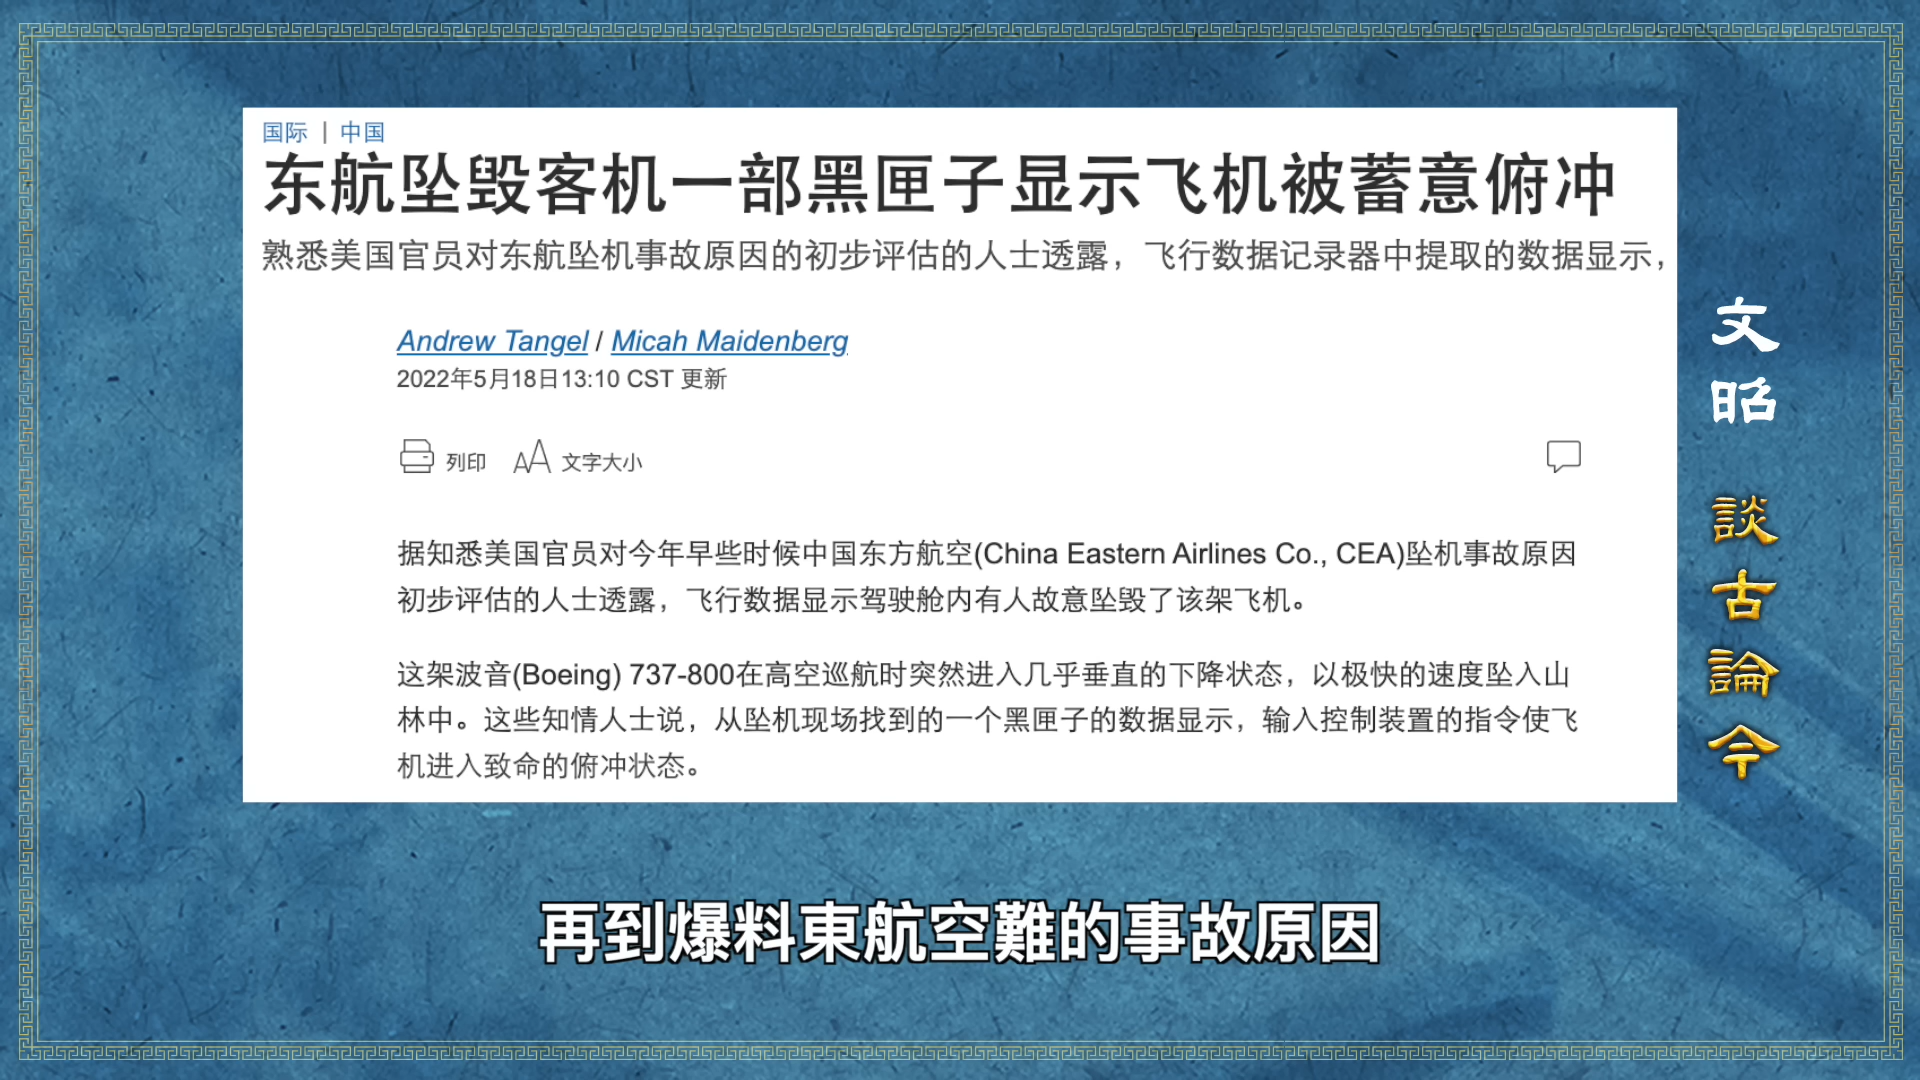 国际 | 中国
东航坠毁客机一部黑匣子显示飞机被蓄意俯冲
熟悉美国官员对东航坠机事故原因的初步评估的人士透露，飞行数据记录器中提取的数据显示，
Andrew Tangel / Micah Maidenberg
2022年5月18日13:10 CST 更新
列印 AA 文字大小
据知悉美国官员对今年早些时候中国东方航空(China Eastern Airlines Co., CEA)坠机事故原因
初步评估的人士透露，飞行数据显示驾驶舱内有人故意坠毁了该架飞机。
这架波音(Boeing) 737-800在高空巡航时突然进入几乎垂直的下降状态，以极快的速度坠入山
林中。这些知情人士说，从坠机现场找到的一个黑匣子的数据显示，输入控制装置的指令使飞
机进入致命的俯冲状态。
文昭
談古論今
再到爆料東航空難的事故原因